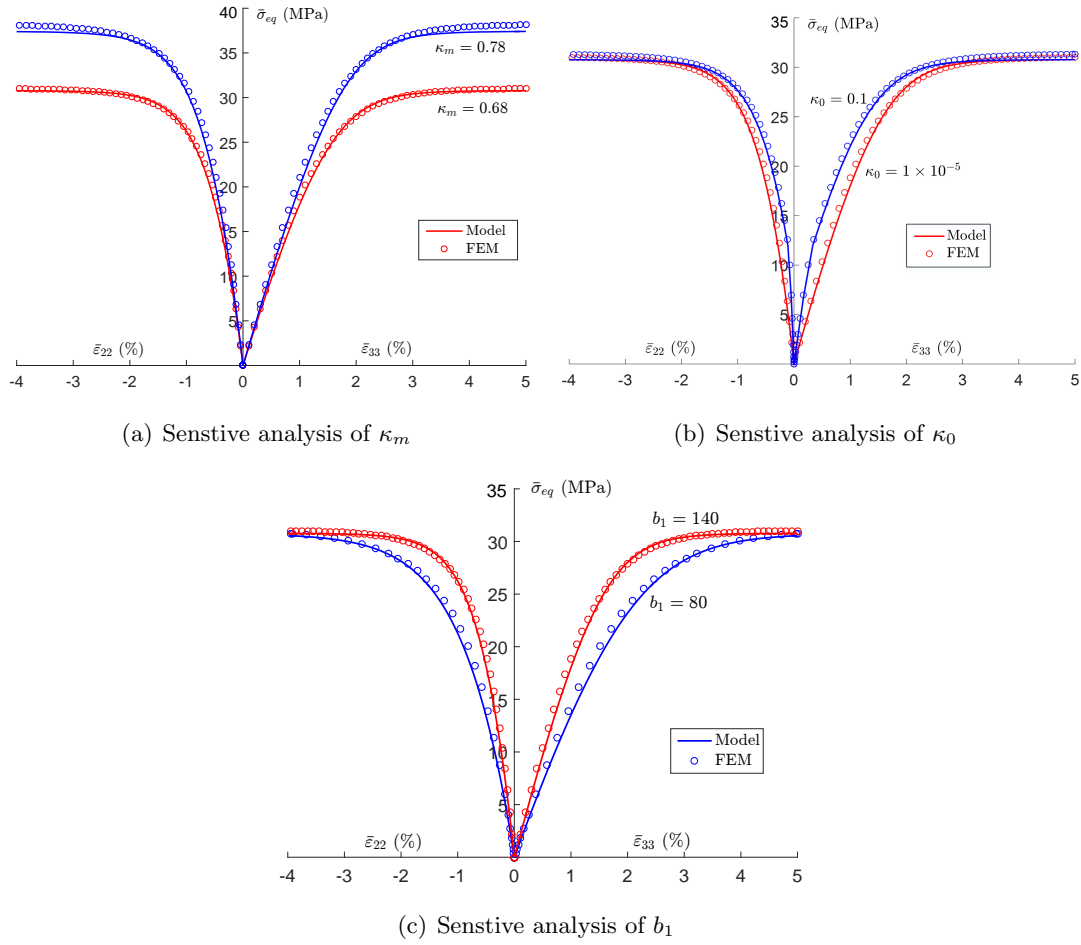 σ̄_eq (MPa)
40
35
30
25
20
15
10
5
κ_m = 0.78
κ_m = 0.68
Model
FEM
ε̄_22 (%)
ε̄_33 (%)
-4 -3 -2 -1 0 1 2 3 4 5
(a) Senstive analysis of κ_m
σ̄_eq (MPa)
35
30
25
20
15
10
5
κ_0 = 0.1
κ_0 = 1 × 10^{-5}
Model
FEM
ε̄_22 (%)
ε̄_33 (%)
-4 -3 -2 -1 0 1 2 3 4 5
(b) Senstive analysis of κ_0
σ̄_eq (MPa)
35
30
25
20
15
10
5
b_1 = 140
b_1 = 80
Model
FEM
ε̄_22 (%)
ε̄_33 (%)
-4 -3 -2 -1 0 1 2 3 4 5
(c) Senstive analysis of b_1